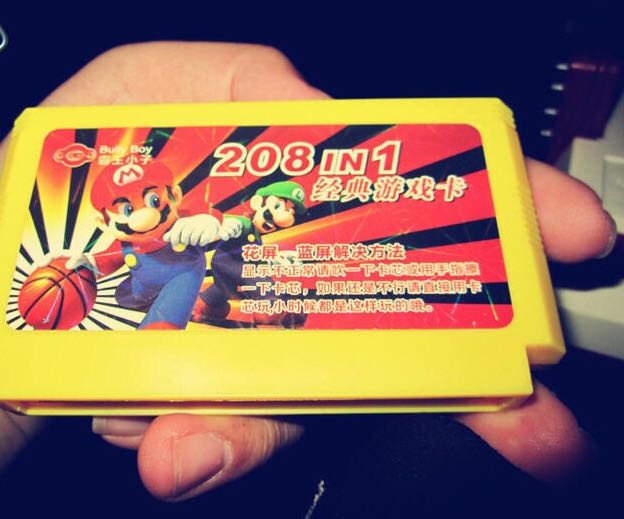 Bully Boy
霸王小子
M
208 IN 1
经典游戏卡
花屏 蓝屏解决方法
显示不正常请吹一下卡芯或用手指擦
一下卡芯，如果还是不行请直接用卡
芯玩,小时候都是这样玩的哦。